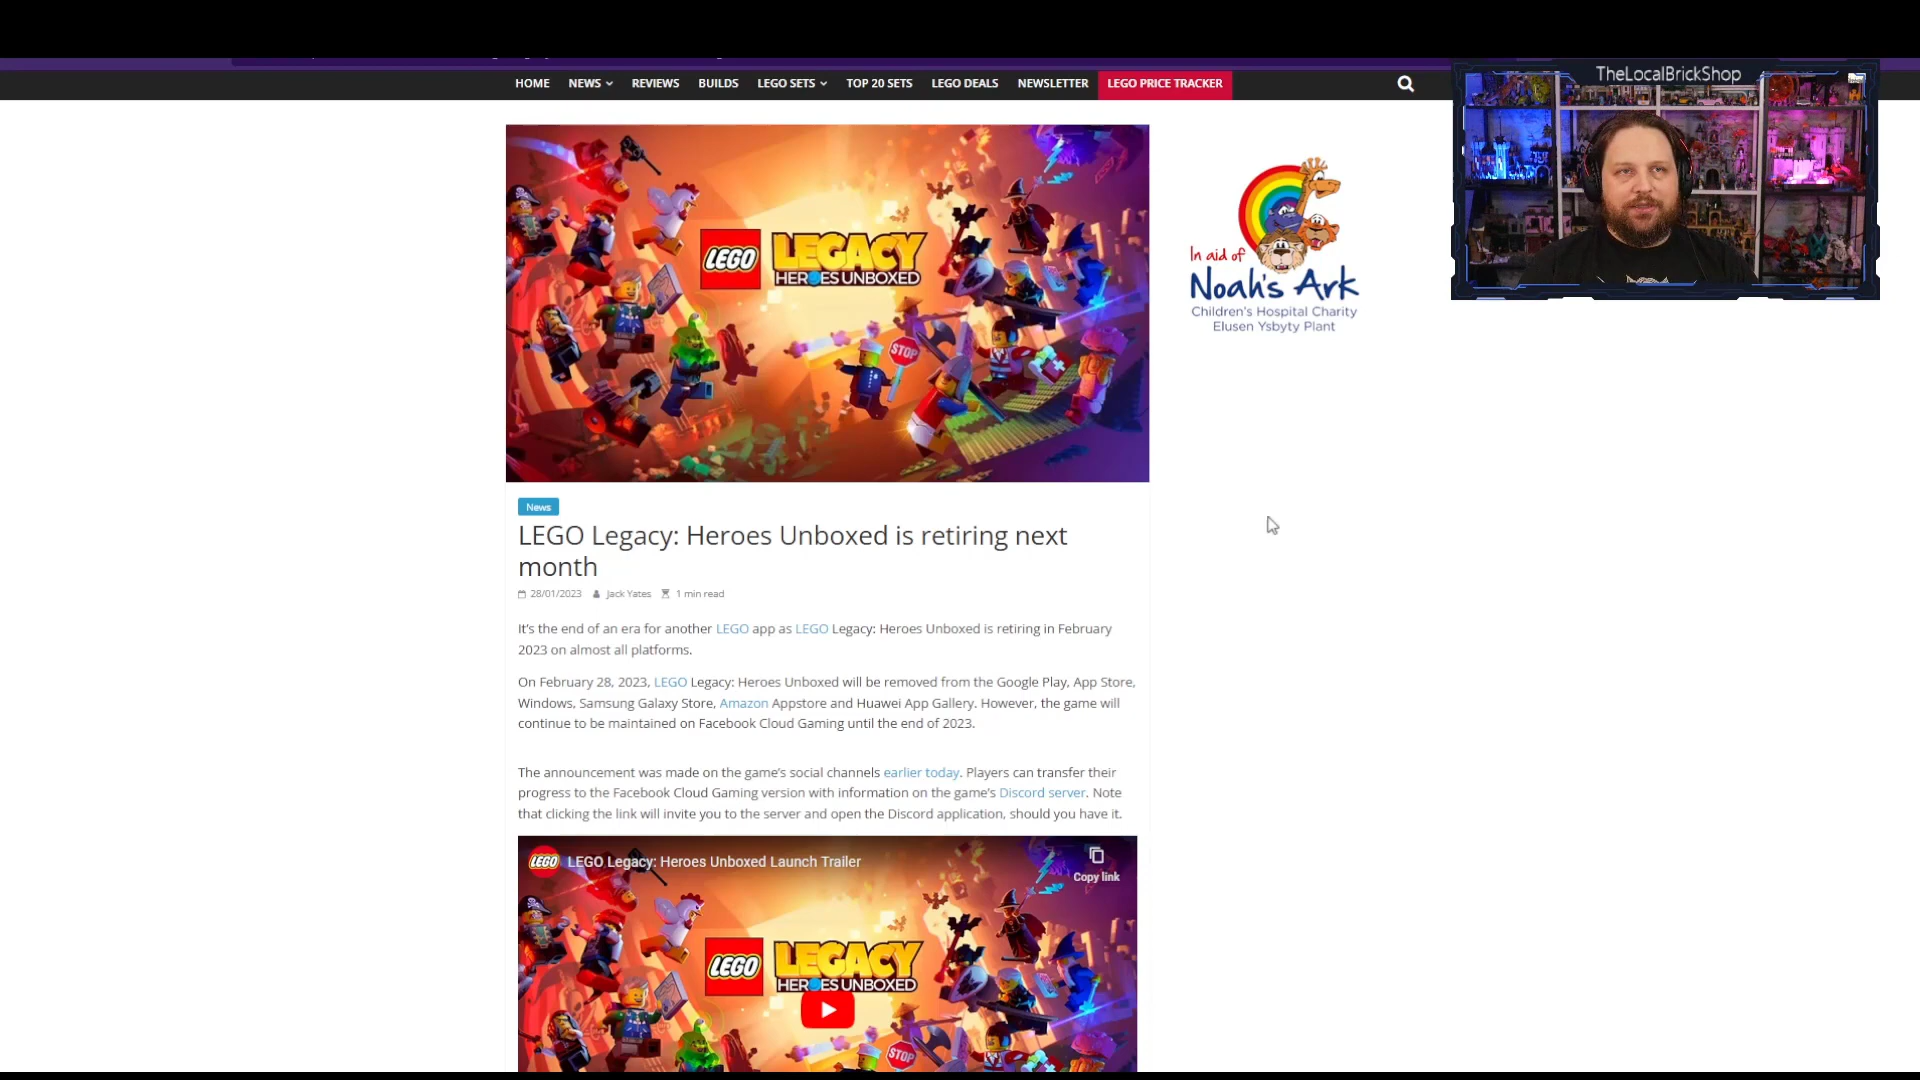 HOME NEWS REVIEWS BUILDS LEGO SETS TOP 20 SETS LEGO DEALS NEWSLETTER LEGO PRICE TRACKER
TheLocalBrickShop
LEGO LEGACY
HEROES UNBOXED
STOP
In aid of
Noah's Ark
Children's Hospital Charity
Elusen Ysbyty Plant
News
LEGO Legacy: Heroes Unboxed is retiring next
month
28/01/2023 Jack Yates 1 min read
It's the end of an era for another LEGO app as LEGO Legacy: Heroes Unboxed is retiring in February
2023 on almost all platforms.
On February 28, 2023, LEGO Legacy: Heroes Unboxed will be removed from the Google Play, App Store,
Windows, Samsung Galaxy Store, Amazon Appstore and Huawei App Gallery. However, the game will
continue to be maintained on Facebook Cloud Gaming until the end of 2023.
The announcement was made on the game's social channels earlier today. Players can transfer their
progress to the Facebook Cloud Gaming version with information on the game's Discord server. Note
that clicking the link will invite you to the server and open the Discord application, should you have it.
LEGO LEGO Legacy: Heroes Unboxed Launch Trailer
Copy link
LEGO LEGACY
HEROES UNBOXED
STOP